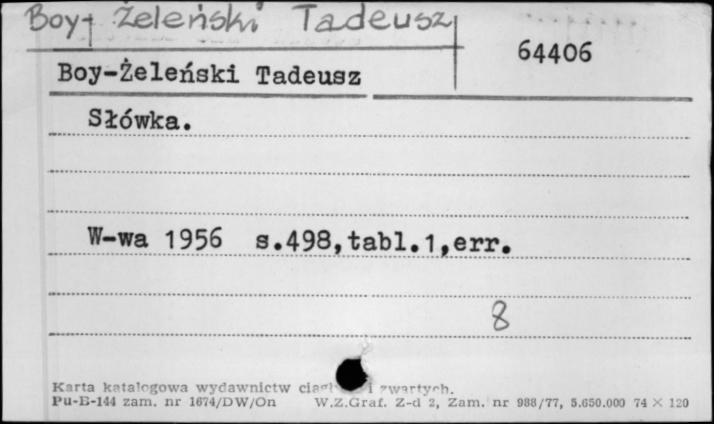 Boy-Żeleński Tadeusz
64406
Boy-Żeleński Tadeusz
Słówka.
W-wa 1956 s.498,tabl.1,err.
8
Karta katalogowa wydawnictw i zwartych.
Pu-B-144 zam. nr 1674/DW/On W.Z.Graf. Z-d 2, Zam. nr 988/77, 5.650.000 74 × 120